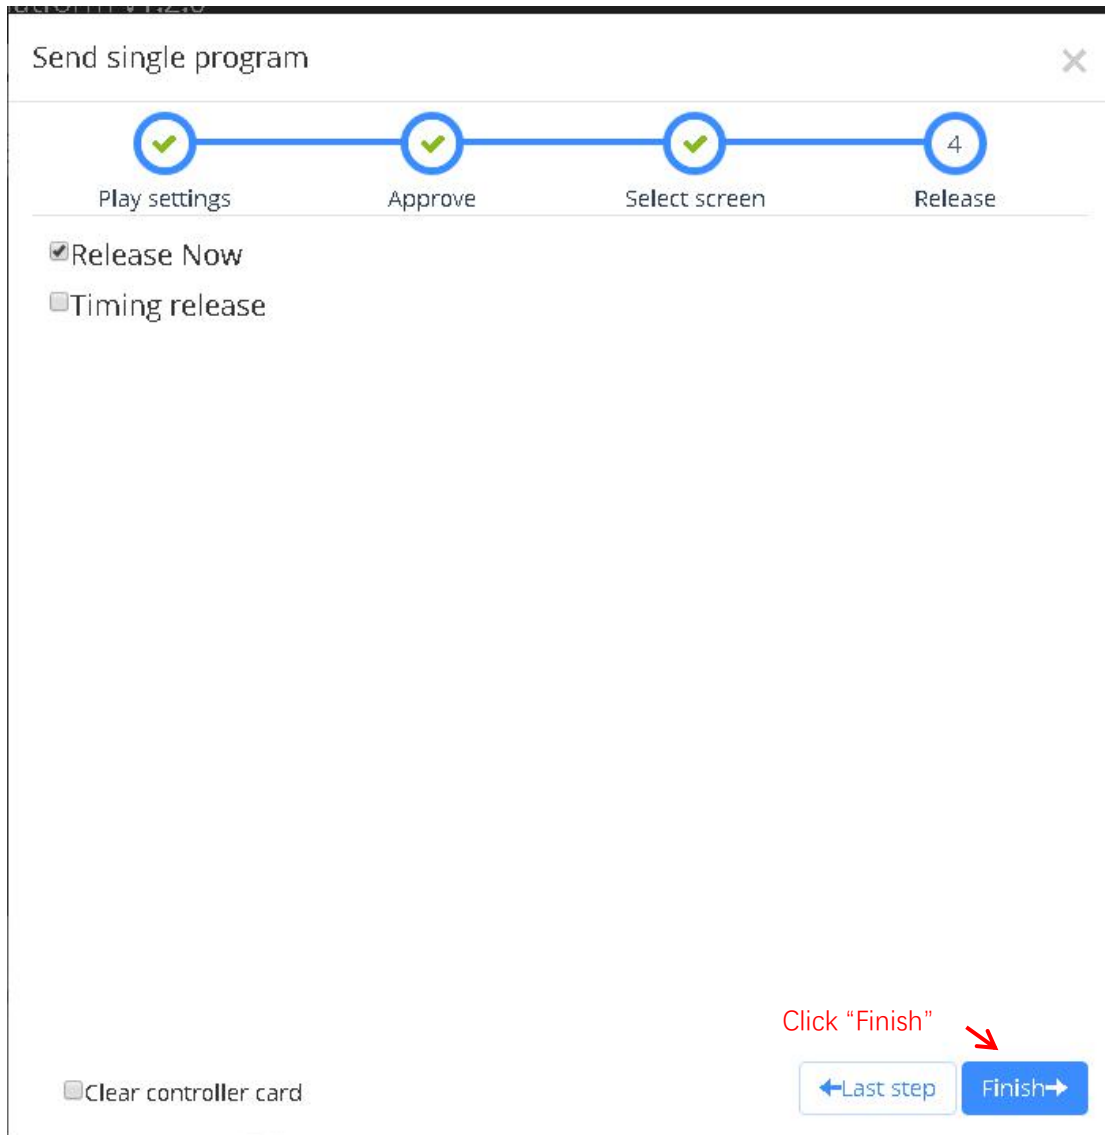 Send single program
4
Play settings Approve Select screen Release
Release Now
Timing release
Click “Finish”
Clear controller card Last step Finish